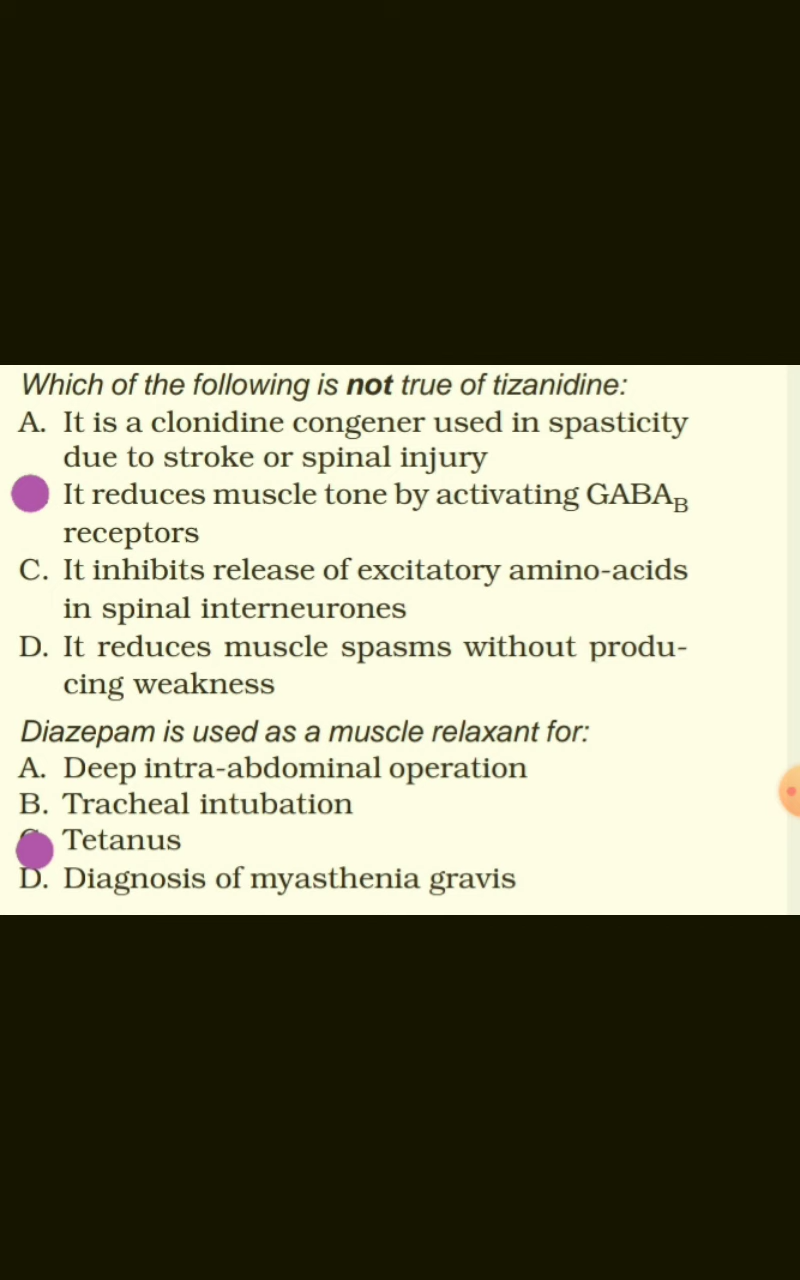 Which of the following is not true of tizanidine:
A. It is a clonidine congener used in spasticity
due to stroke or spinal injury
It reduces muscle tone by activating GABA_B
receptors
C. It inhibits release of excitatory amino-acids
in spinal interneurones
D. It reduces muscle spasms without produ-
cing weakness
Diazepam is used as a muscle relaxant for:
A. Deep intra-abdominal operation
B. Tracheal intubation
Tetanus
D. Diagnosis of myasthenia gravis